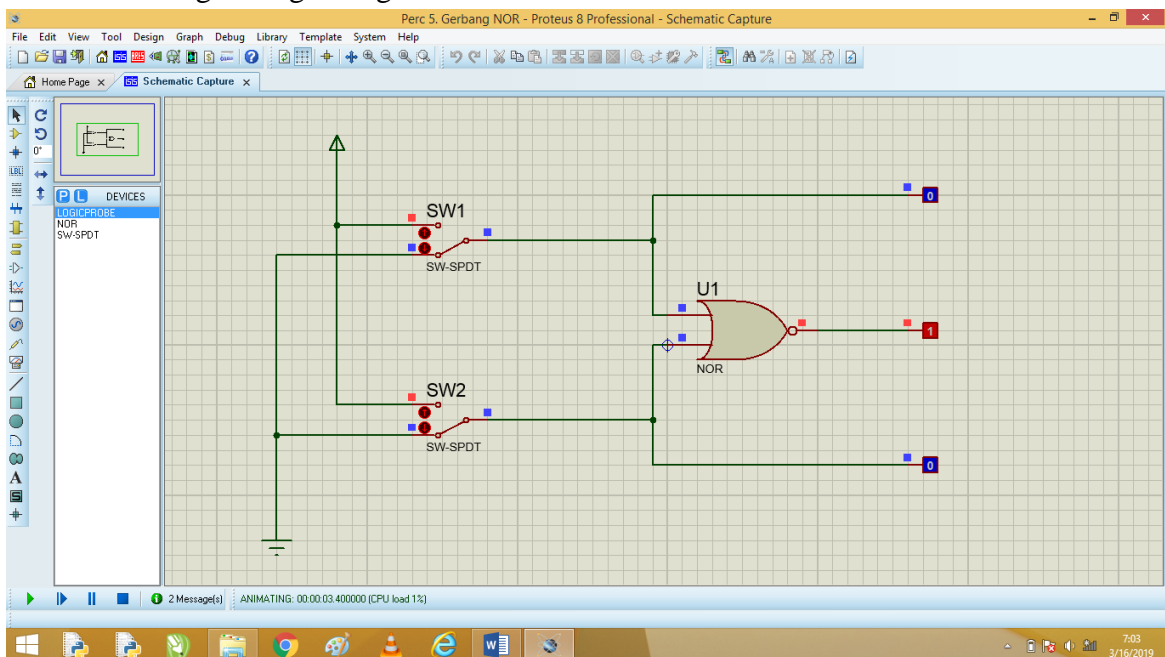 Perc 5. Gerbang NOR - Proteus 8 Professional - Schematic Capture
File Edit View Tool Design Graph Debug Library Template System Help
Home Page x Schematic Capture x
0°
P L DEVICES
LOGICPROBE
NOR
SW-SPDT
LBL
A
S
SW1
SW-SPDT
0
U1
NOR
1
SW2
SW-SPDT
0
2 Message(s) ANIMATING: 00:00:03.400000 (CPU load 1%)
7:03
3/16/2019